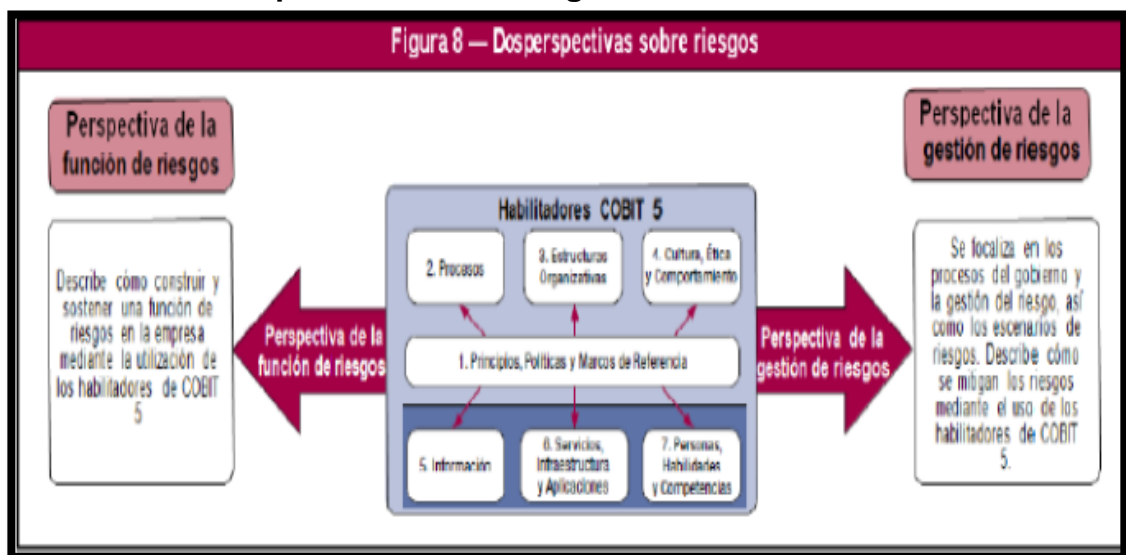 Figura 8 — Dosperspectivas sobre riesgos
Perspectiva de la
función de riesgos
Describe cómo construir y
sostener una función de
riesgos en la empresa
mediante la utilización de
los habilitadores de COBIT
5
Perspectiva de la
función de riesgos
Habilitadores COBIT 5
2. Procesos
3. Estructuras
Organizativas
4. Cultura, Ética
y Comportamiento
1. Principios, Políticas y Marcos de Referencia
5. Información
6. Servicios,
Infraestructura
y Aplicaciones
7. Personas,
Habilidades
y Competencias
Perspectiva de la
gestión de riesgos
Perspectiva de la
gestión de riesgos
Se focaliza en los
procesos del gobierno y
la gestión del riesgo, así
como los escenarios de
riesgos. Describe cómo
se mitigan los riesgos
mediante el uso de los
habilitadores de COBIT
5.